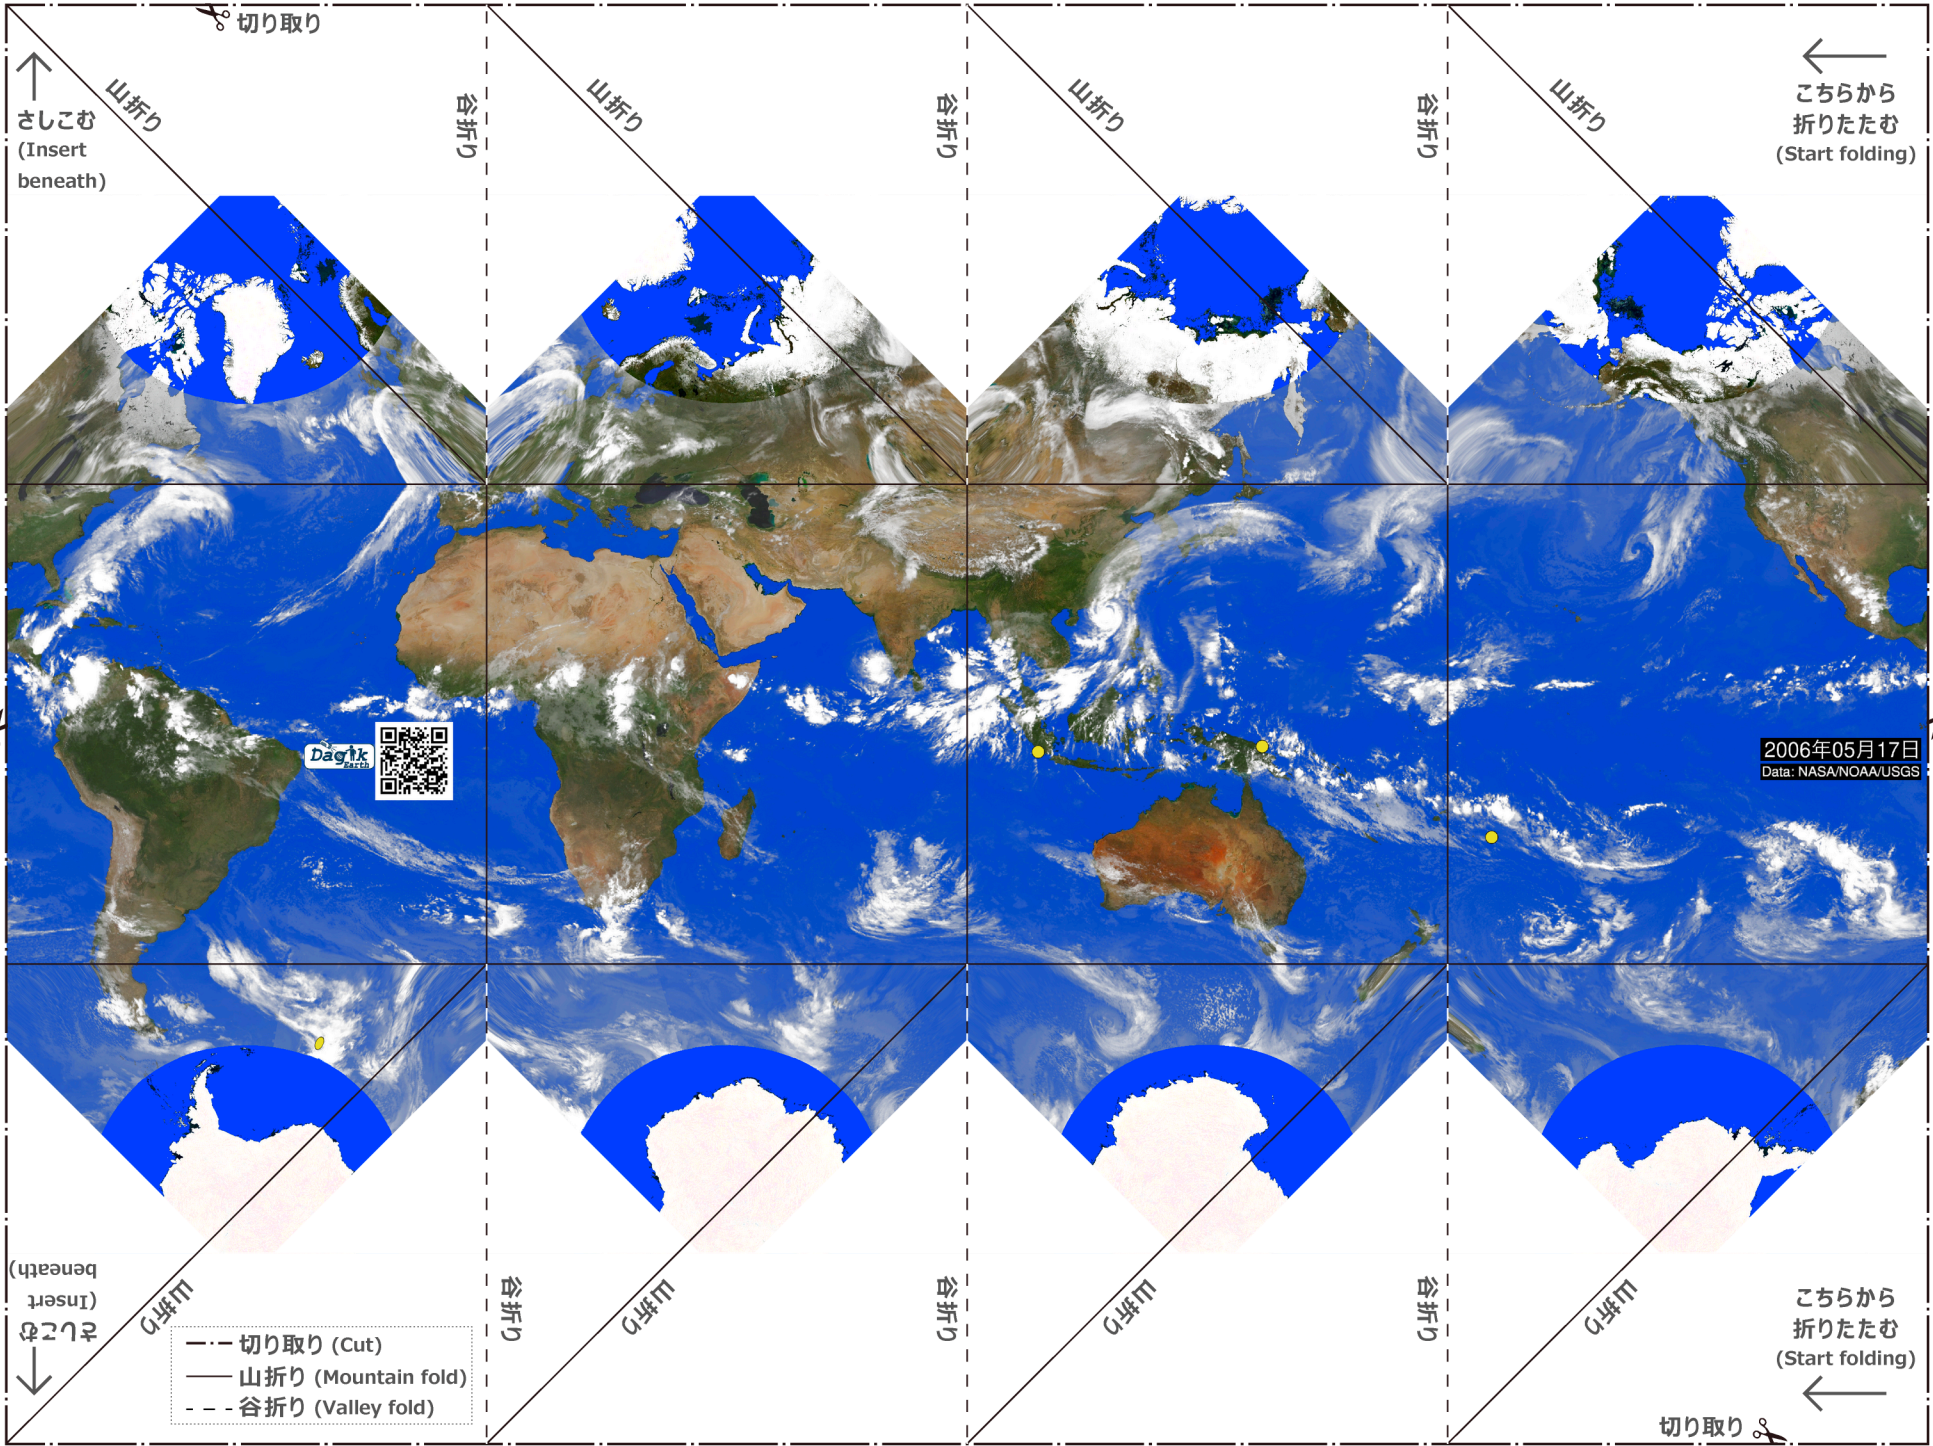 切り取り
さしこむ
(Insert
beneath)
山折り
谷折り
山折り
谷折り
山折り
谷折り
山折り
こちらから
折りたたむ
(Start folding)
Dagik
Earth
2006年05月17日
Data: NASA/NOAA/USGS
さしこむ
(Insert
beneath)
山折り
谷折り
山折り
谷折り
山折り
谷折り
山折り
こちらから
折りたたむ
(Start folding)
切り取り (Cut)
山折り (Mountain fold)
谷折り (Valley fold)
切り取り